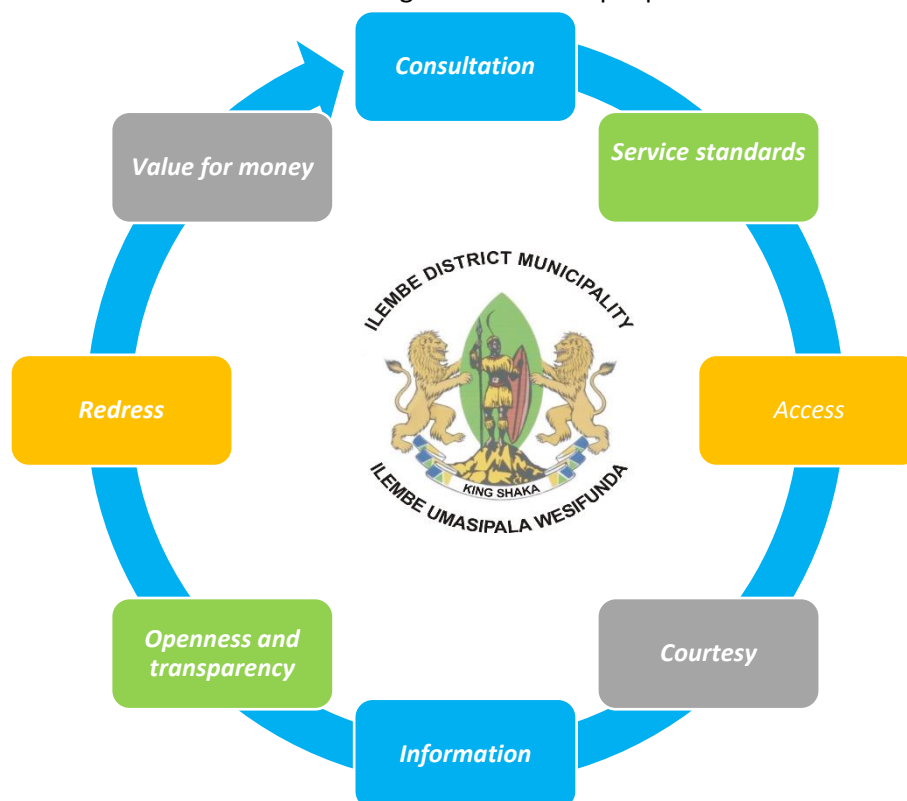 Consultation
Service standards
Access
Courtesy
Information
Openness and
transparency
Redress
Value for money
ILEMBE DISTRICT MUNICIPALITY
KING SHAKA
ILEMBE UMASIPALA WESIFUNDA